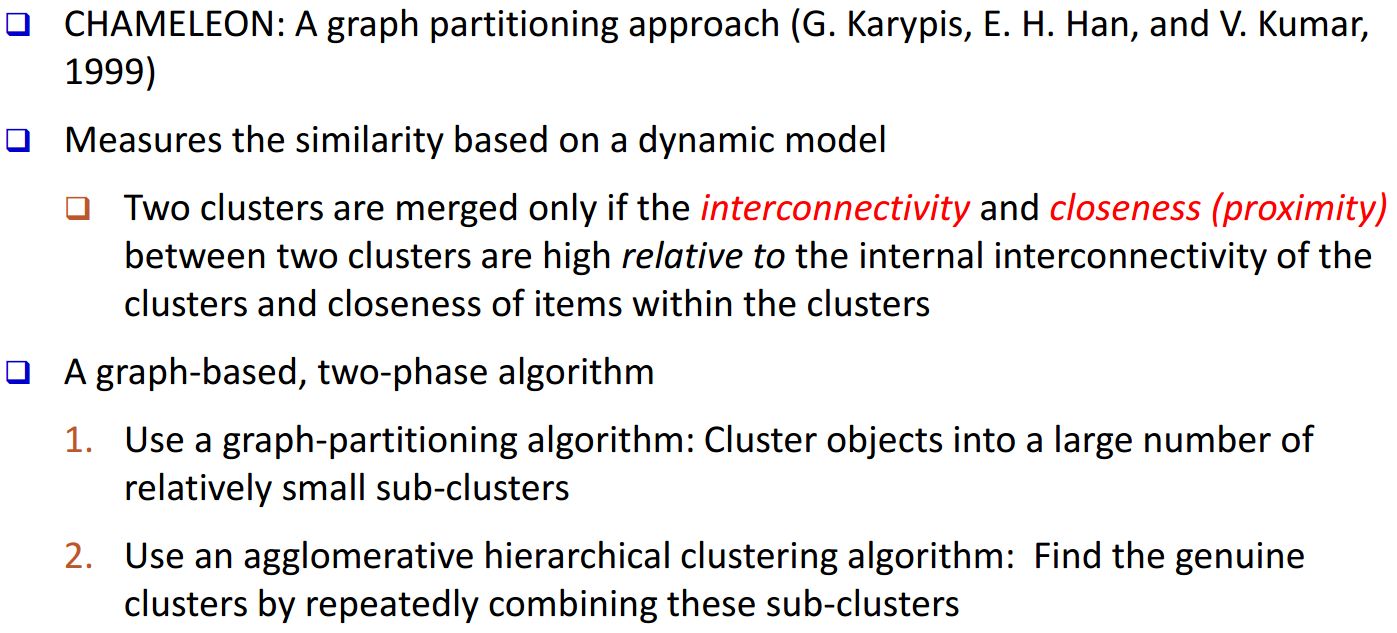 ❑ CHAMELEON: A graph partitioning approach (G. Karypis, E. H. Han, and V. Kumar,
1999)
❑ Measures the similarity based on a dynamic model
❑ Two clusters are merged only if the interconnectivity and closeness (proximity)
between two clusters are high relative to the internal interconnectivity of the
clusters and closeness of items within the clusters
❑ A graph-based, two-phase algorithm
1. Use a graph-partitioning algorithm: Cluster objects into a large number of
relatively small sub-clusters
2. Use an agglomerative hierarchical clustering algorithm: Find the genuine
clusters by repeatedly combining these sub-clusters